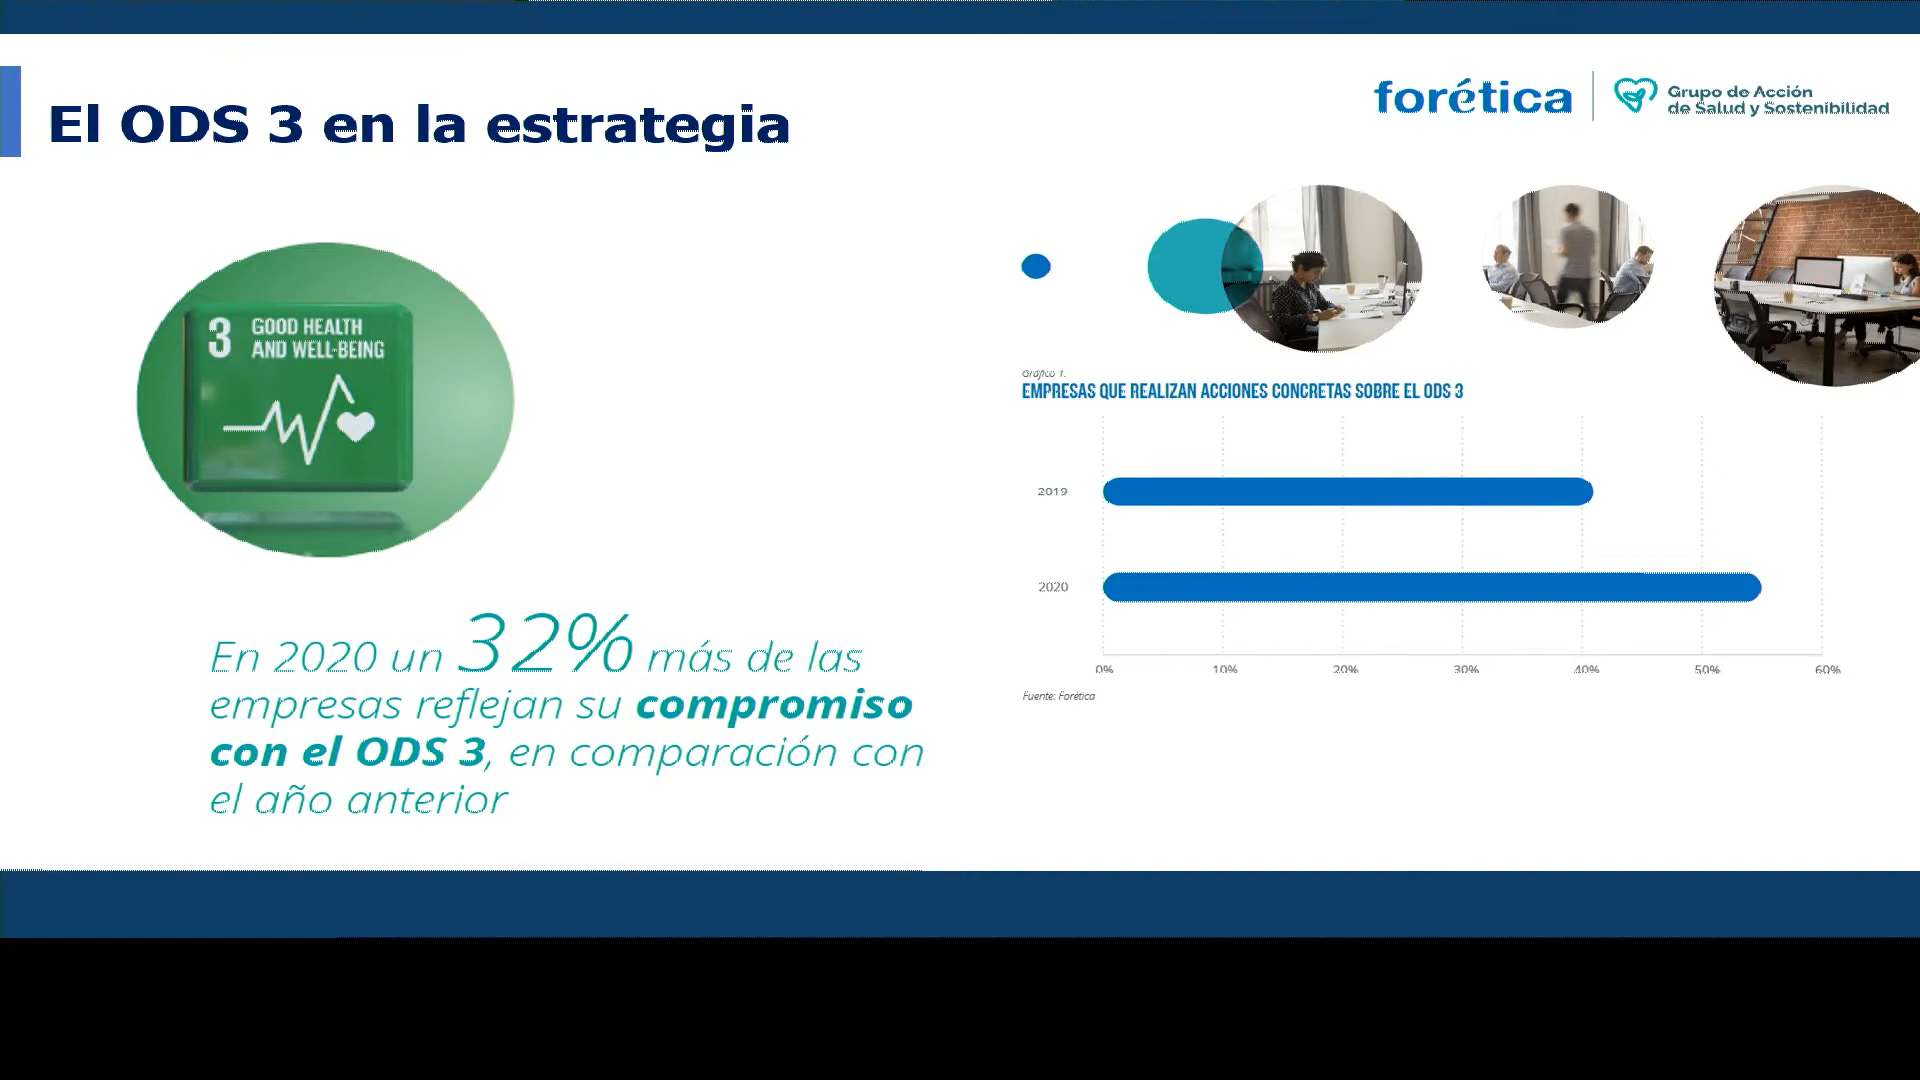 El ODS 3 en la estrategia
forética
Grupo de Acción
de Salud y Sostenibilidad
3 GOOD HEALTH
AND WELL-BEING
En 2020 un 32% más de las
empresas reflejan su compromiso
con el ODS 3, en comparación con
el año anterior
Gráfico 1.
EMPRESAS QUE REALIZAN ACCIONES CONCRETAS SOBRE EL ODS 3
2019
2020
0% 10% 20% 30% 40% 50% 60%
Fuente: Forética